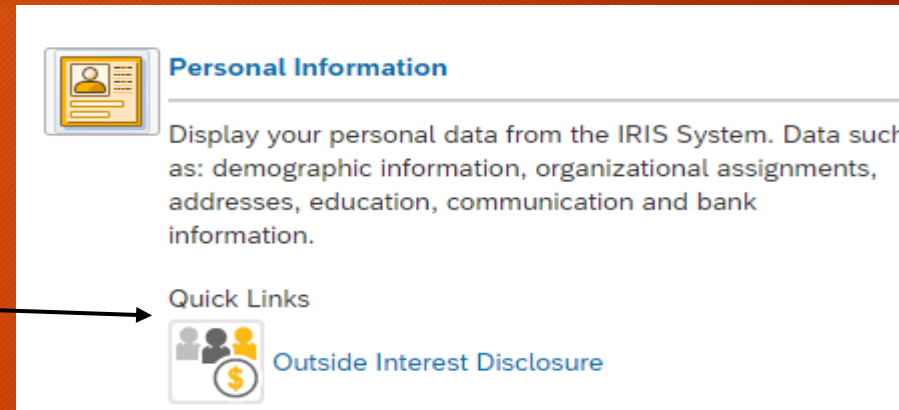 Personal Information
Display your personal data from the IRIS System. Data such
as: demographic information, organizational assignments,
addresses, education, communication and bank
information.
Quick Links
$
Outside Interest Disclosure